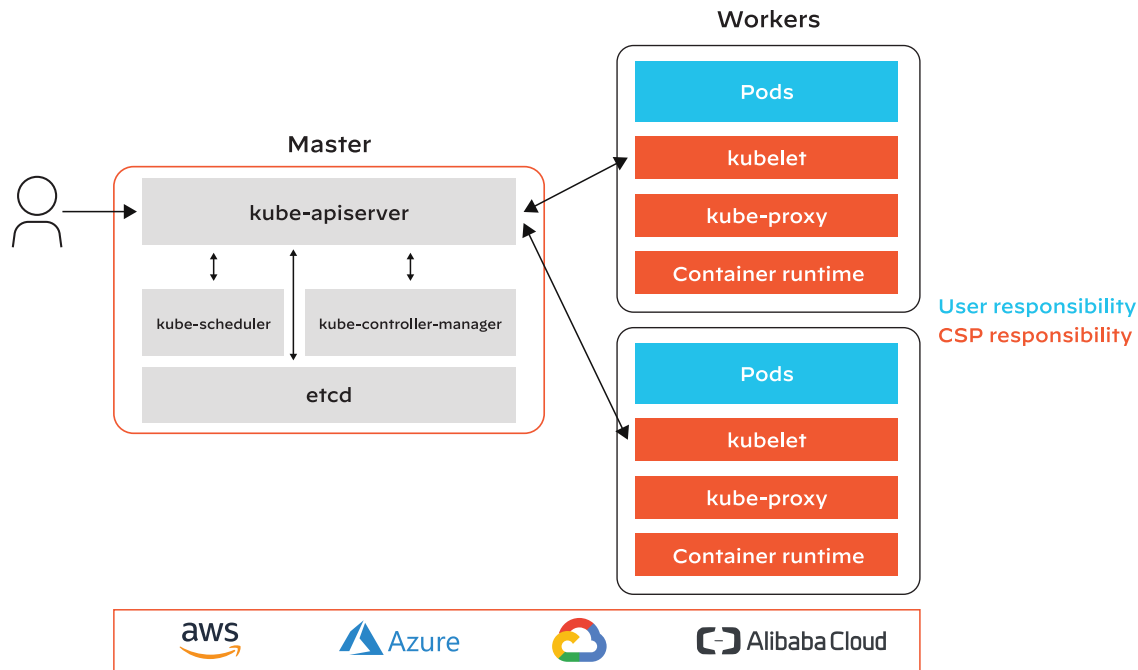 Workers
Pods
kubelet
kube-proxy
Container runtime
Master
kube-apiserver
kube-scheduler
kube-controller-manager
etcd
User responsibility
CSP responsibility
Pods
kubelet
kube-proxy
Container runtime
aws
Azure
Alibaba Cloud